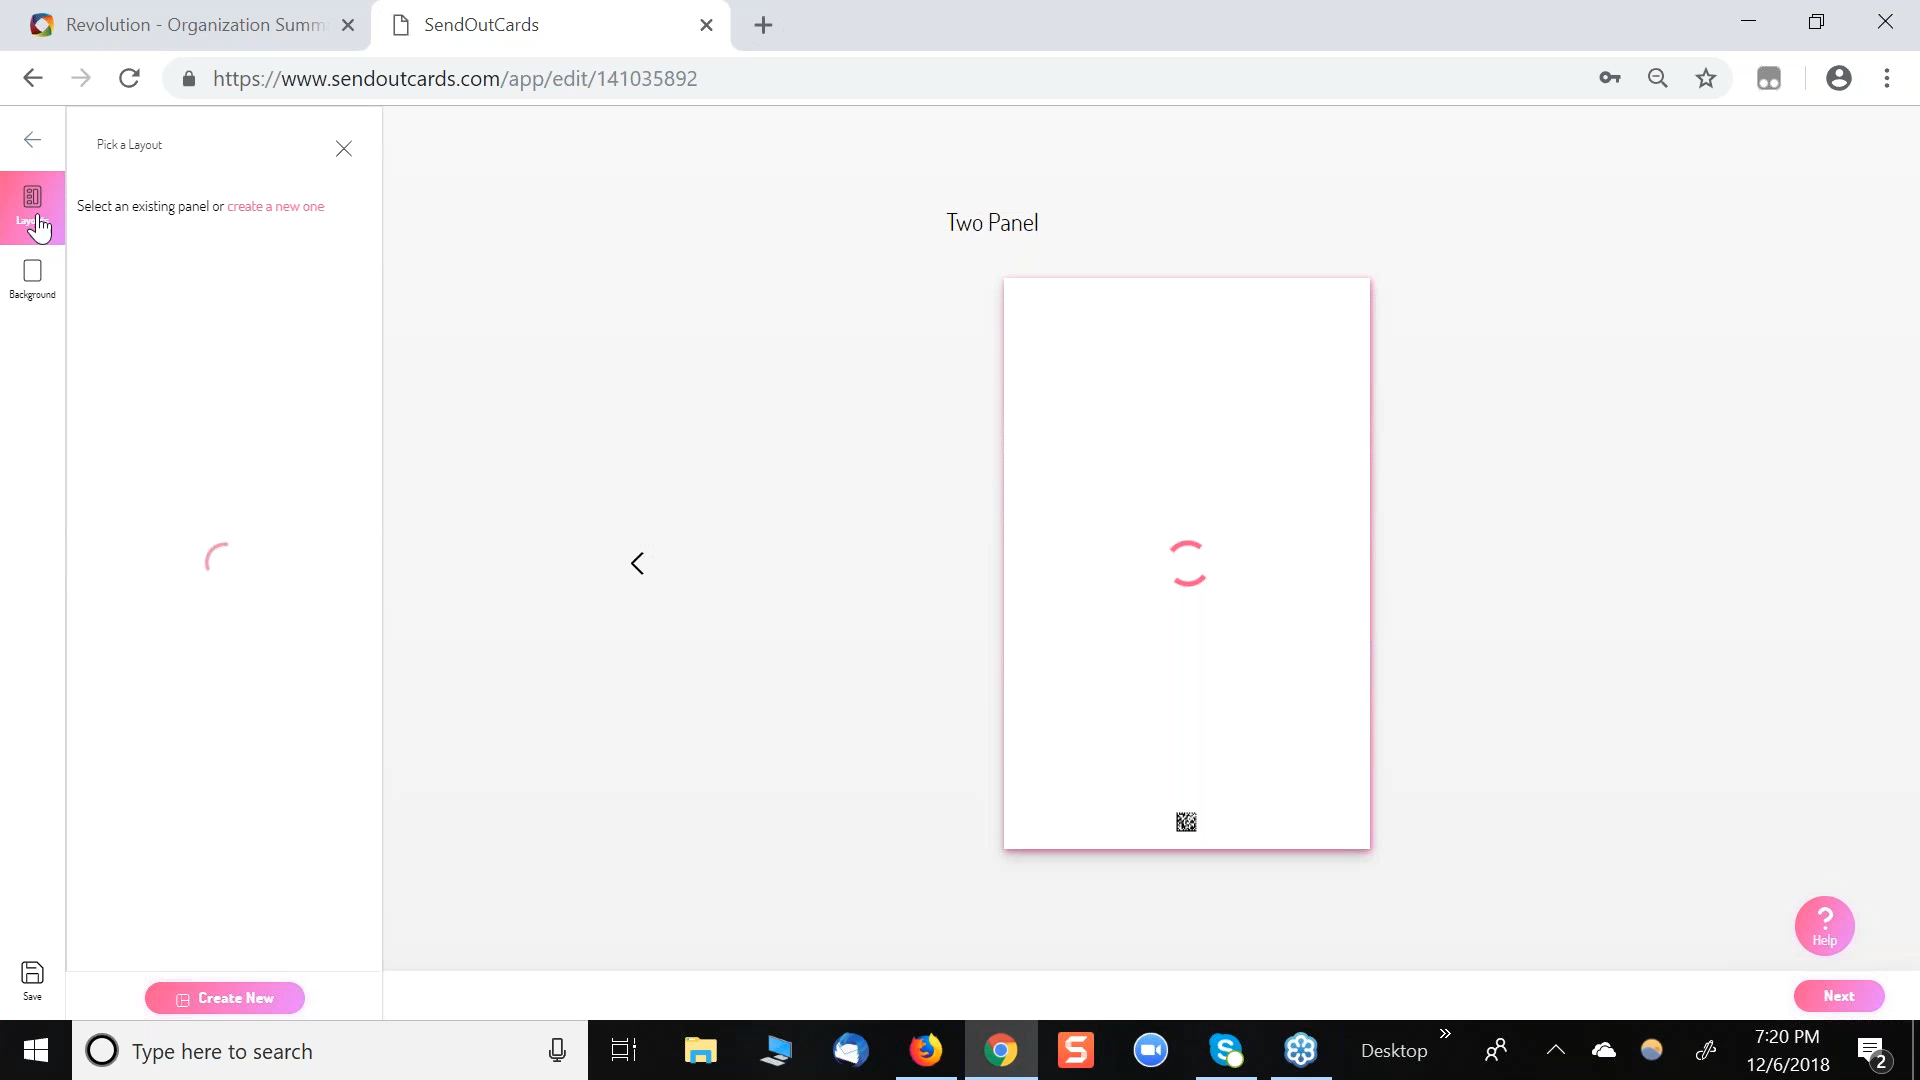 Revolution - Organization Summ
SendOutCards
https://www.sendoutcards.com/app/edit/141035892
Pick a Layout
Select an existing panel or create a new one
Background
Two Panel
Help
Save
Create New
Next
Type here to search
Desktop
7:20 PM
12/6/2018
2